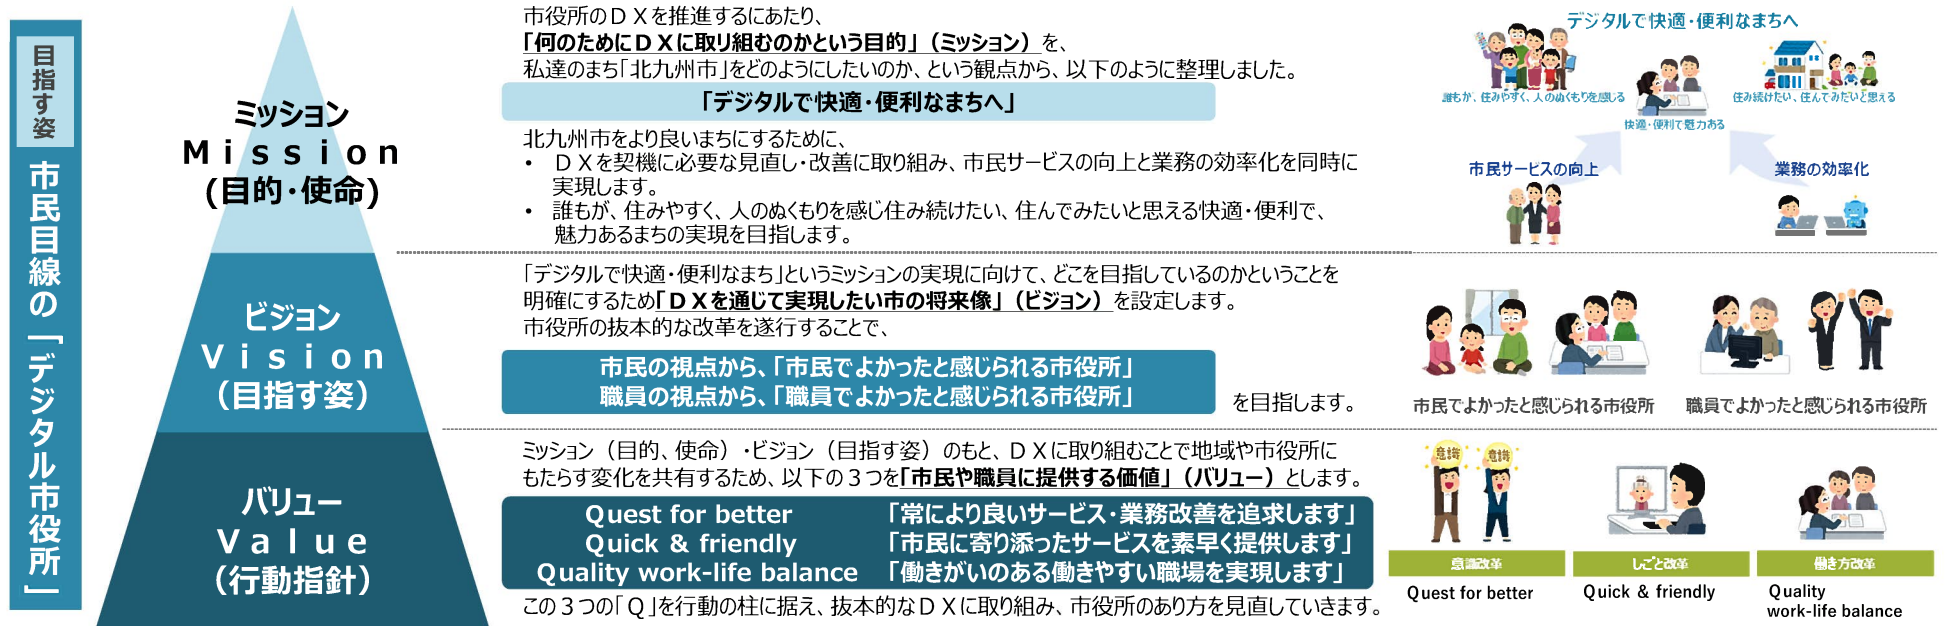 目指す姿
市民目線の「デジタル市役所」
ミッション
Mission
(目的・使命)
ビジョン
Vision
（目指す姿）
バリュー
Value
（行動指針）
市役所のＤＸを推進するにあたり、
「何のためにＤＸに取り組むのかという目的」（ミッション）を、
私達のまち「北九州市」をどのようにしたいのか、という観点から、以下のように整理しました。
「デジタルで快適・便利なまちへ」
北九州市をより良いまちにするために、
• ＤＸを契機に必要な見直し・改善に取り組み、市民サービスの向上と業務の効率化を同時に
実現します。
• 誰もが、住みやすく、人のぬくもりを感じ住み続けたい、住んでみたいと思える快適・便利で、
魅力あるまちの実現を目指します。
「デジタルで快適・便利なまち」というミッションの実現に向けて、どこを目指しているのかということを
明確にするため「ＤＸを通じて実現したい市の将来像」（ビジョン）を設定します。
市役所の抜本的な改革を遂行することで、
市民の視点から、「市民でよかったと感じられる市役所」
職員の視点から、「職員でよかったと感じられる市役所」
を目指します。
ミッション（目的、使命）・ビジョン（目指す姿）のもと、ＤＸに取り組むことで地域や市役所に
もたらす変化を共有するため、以下の３つを「市民や職員に提供する価値」（バリュー）とします。
Quest for better 「常により良いサービス・業務改善を追求します」
Quick & friendly 「市民に寄り添ったサービスを素早く提供します」
Quality work-life balance 「働きがいのある働きやすい職場を実現します」
この３つの「Ｑ」を行動の柱に据え、抜本的なＤＸに取り組み、市役所のあり方を見直していきます。
デジタルで快適・便利なまちへ
誰もが、住みやすく、人のぬくもりを感じる
住み続けたい、住んでみたいと思える
快適・便利で魅力ある
市民サービスの向上
業務の効率化
市民でよかったと感じられる市役所
職員でよかったと感じられる市役所
意識
意識
意識改革
しごと改革
働き方改革
Quest for better
Quick & friendly
Quality
work-life balance